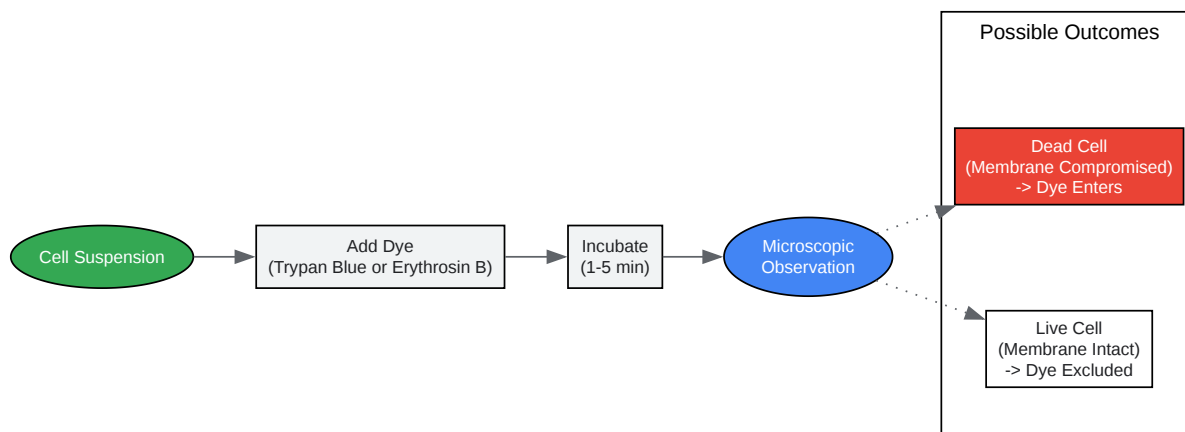 Possible Outcomes
Dead Cell
(Membrane Compromised)
-> Dye Enters
Cell Suspension
Add Dye
(Trypan Blue or Erythrosin B)
Incubate
(1-5 min)
Microscopic
Observation
Live Cell
(Membrane Intact)
-> Dye Excluded